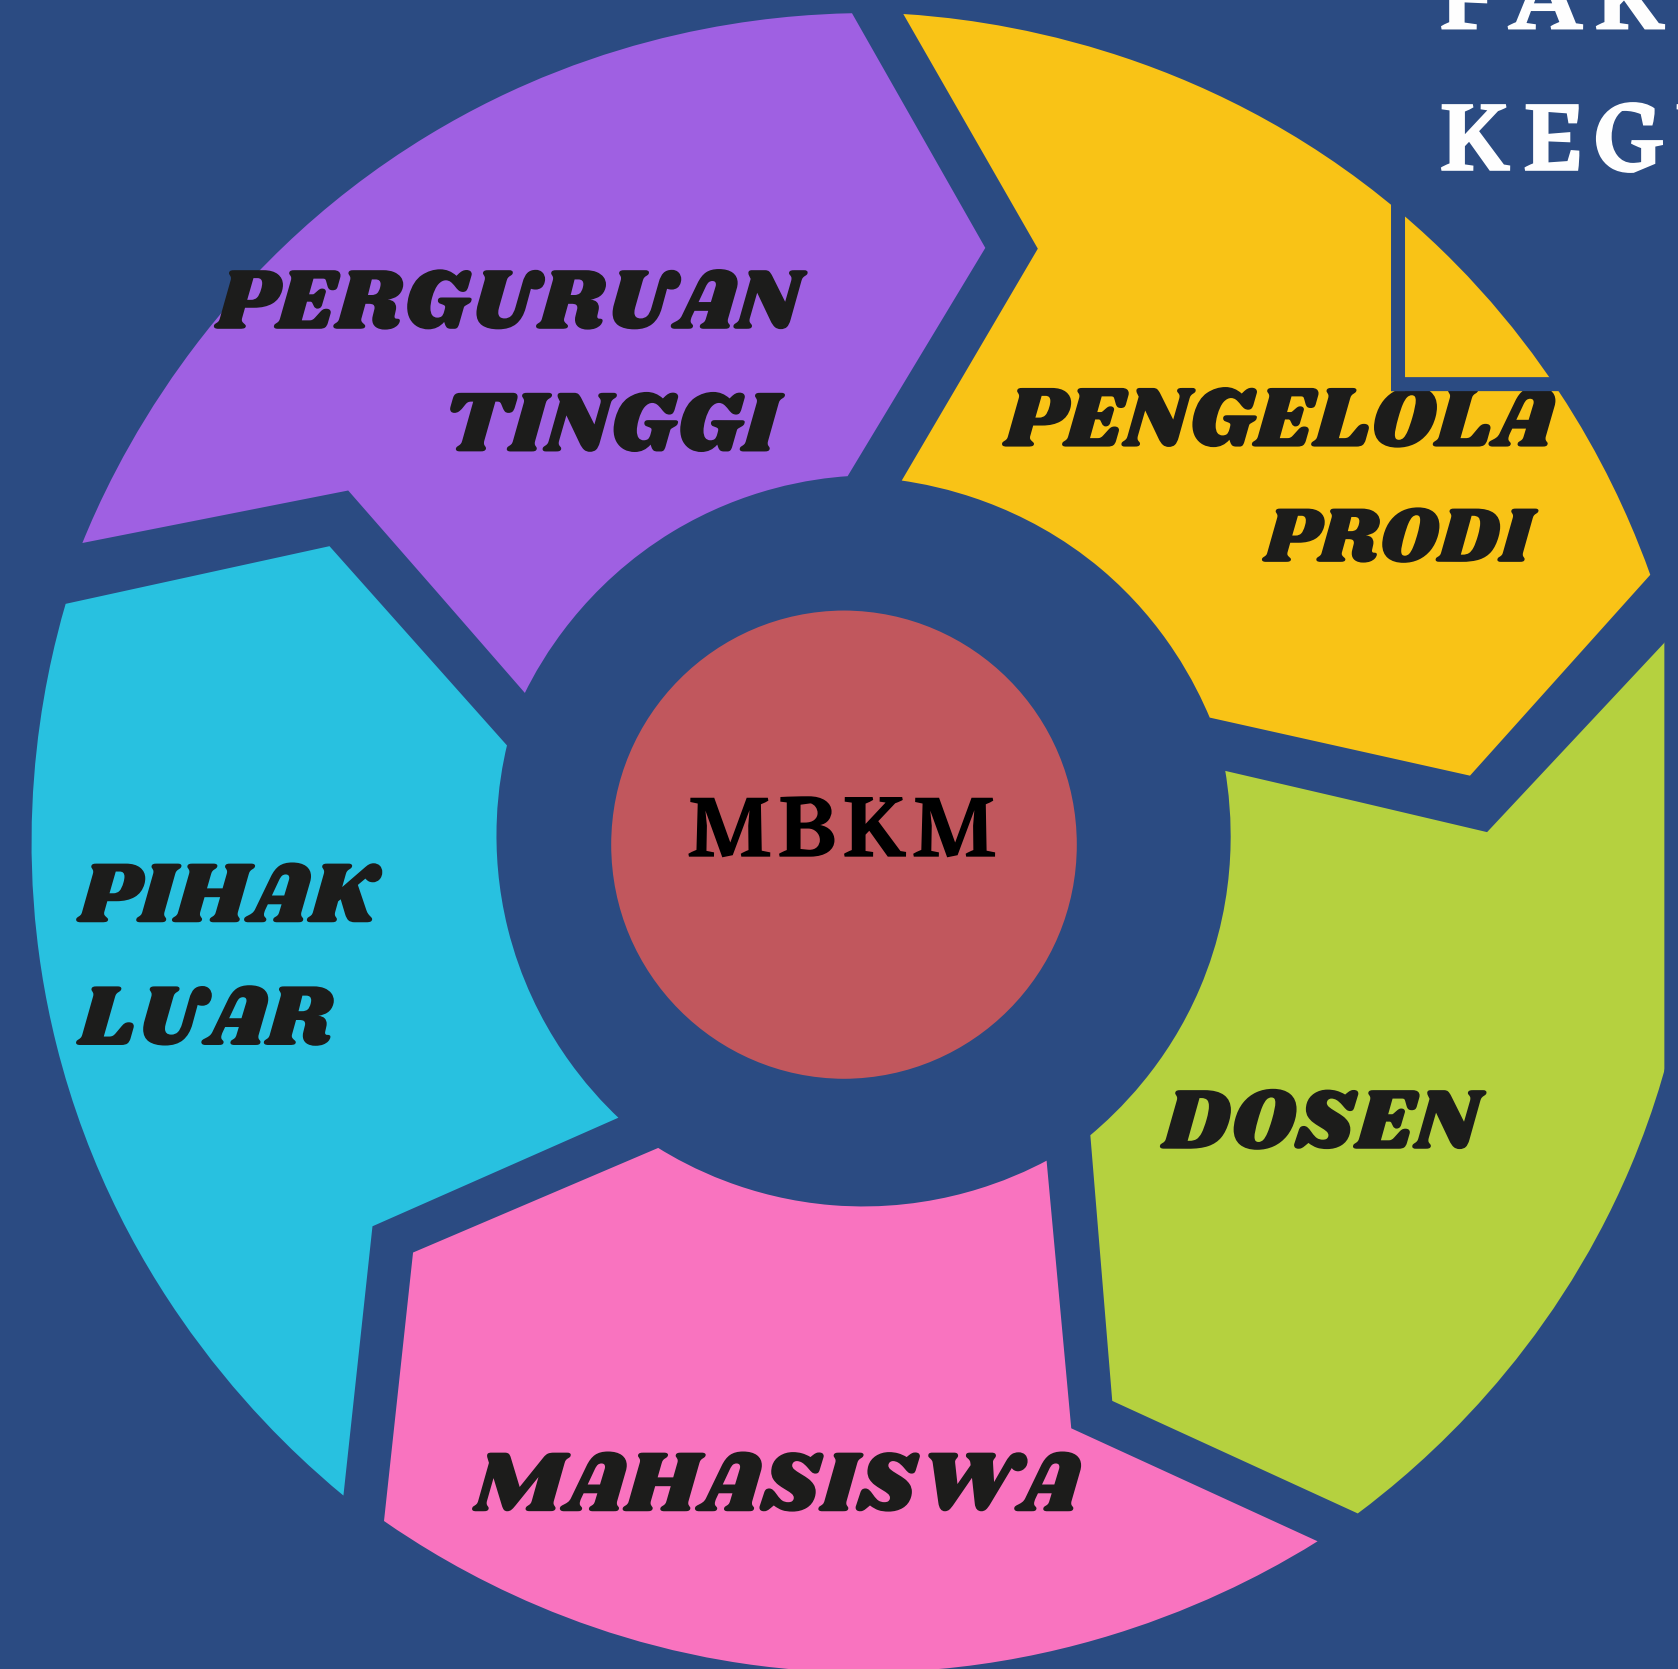 PERGURUAN
TINGGI
PENGELOLA
PRODI
MBKM
PIHAK
LUAR
DOSEN
MAHASISWA